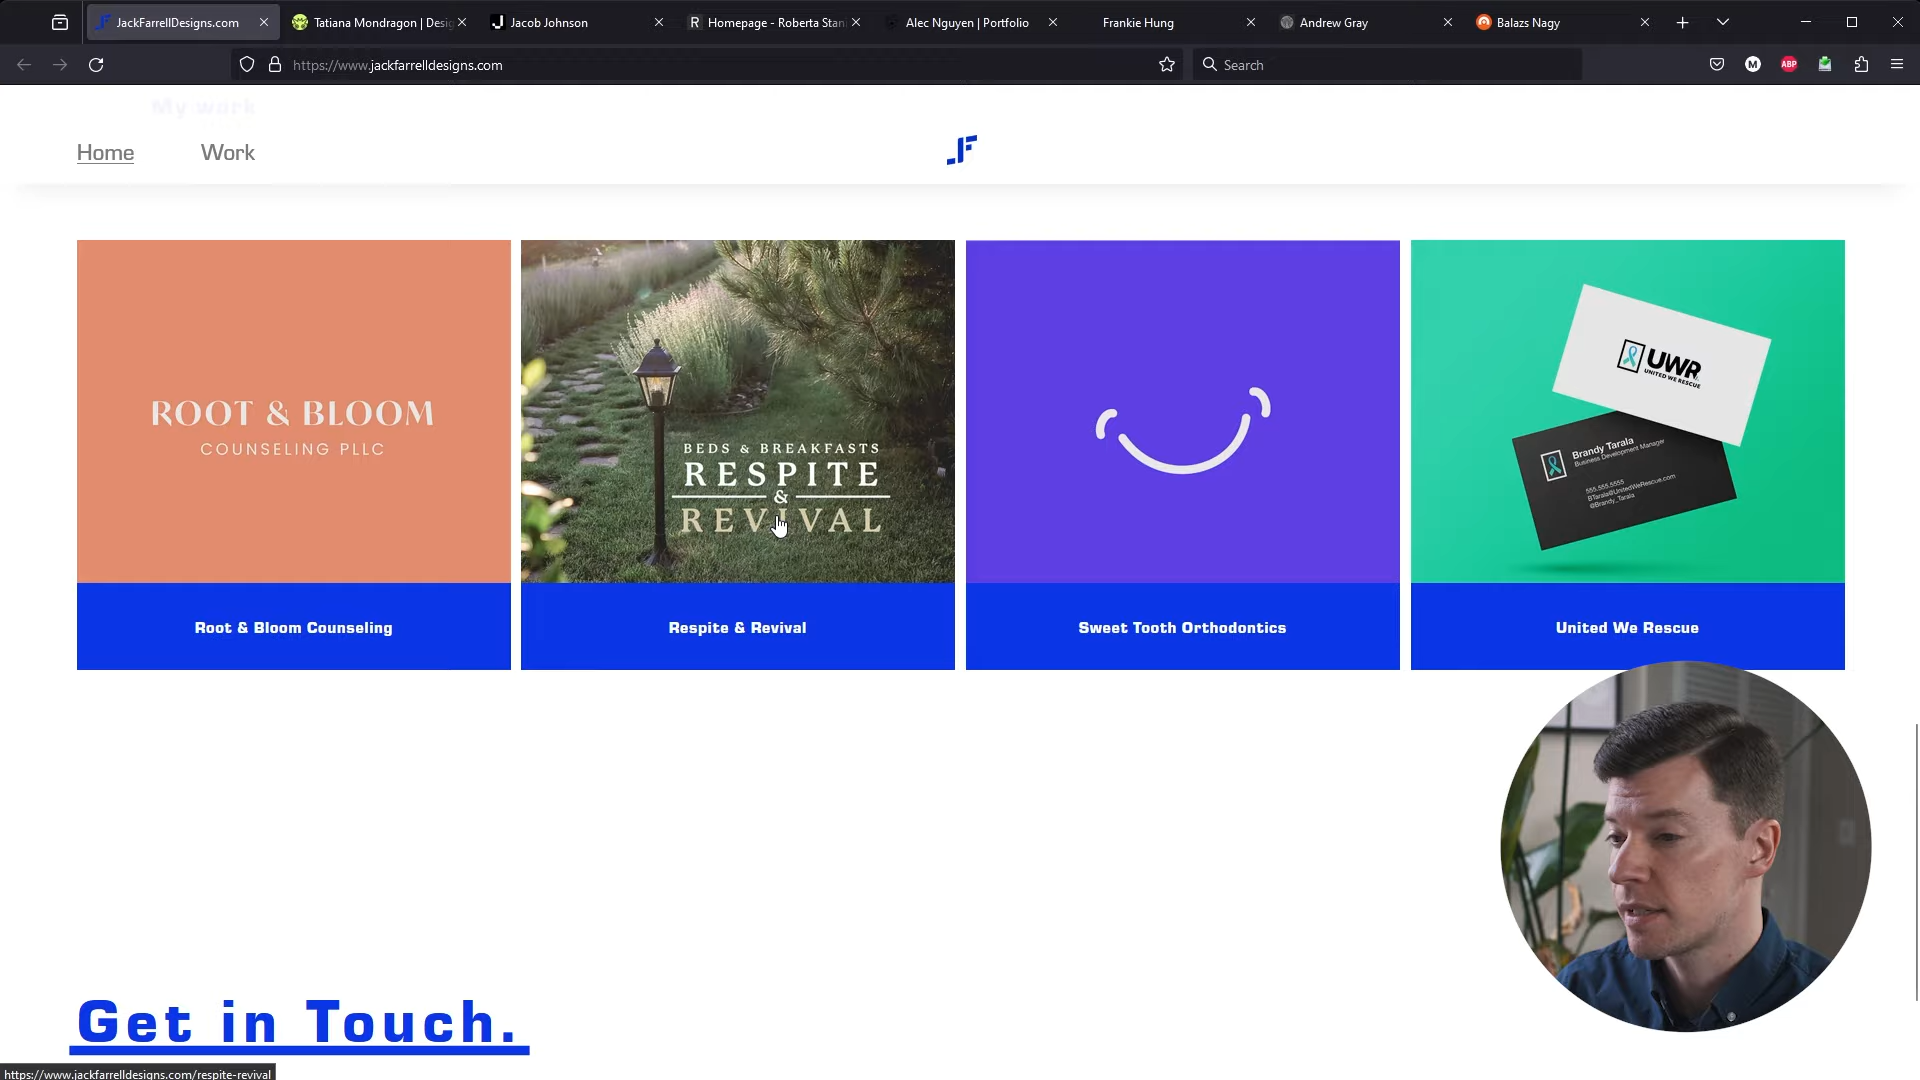 JackFarrellDesigns.com
Tatiana Mondragon | Desig
Jacob Johnson
Homepage - Roberta Stan
Alec Nguyen | Portfolio
Frankie Hung
Andrew Gray
Balazs Nagy
https://www.jackfarrelldesigns.com
Search
M
ABP
My work
Home
Work
ROOT & BLOOM
COUNSELING PLLC
BEDS & BREAKFASTS
RESPITE
&
REVIVAL
UWR
UNITED WE RESCUE
Brandy Tarala
Business Development Manager
555.555.5555
BTarala@UnitedWeRescue.com
@Brandy_Tarala
Root & Bloom Counseling
Respite & Revival
Sweet Tooth Orthodontics
United We Rescue
Get in Touch.
https://www.jackfarrelldesigns.com/respite-revival